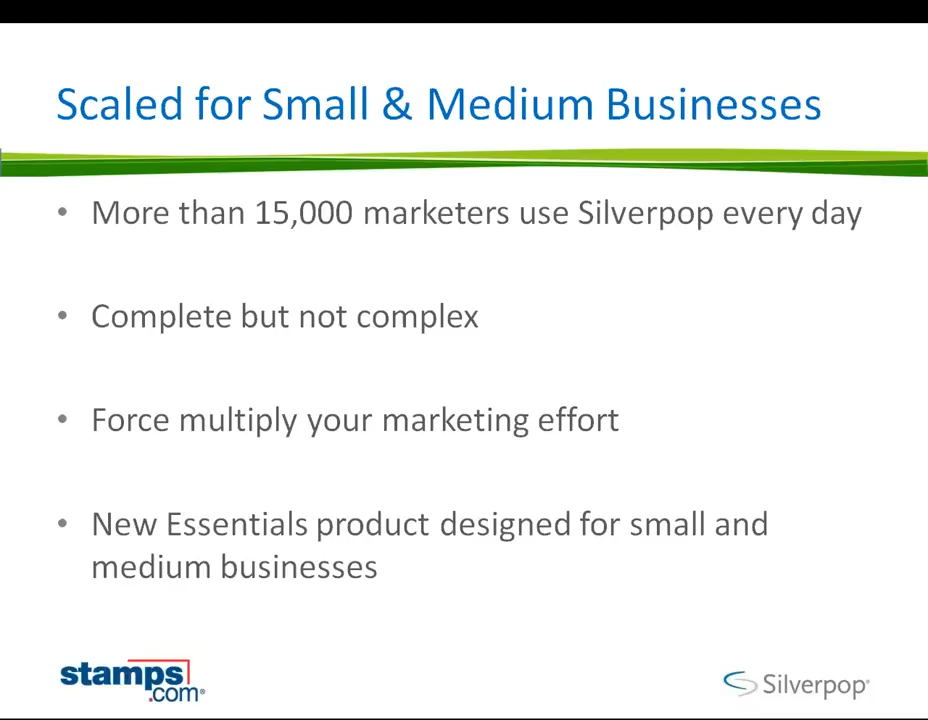 Scaled for Small & Medium Businesses
• More than 15,000 marketers use Silverpop every day
• Complete but not complex
• Force multiply your marketing effort
• New Essentials product designed for small and
medium businesses
stamps
.com®
Silverpop®